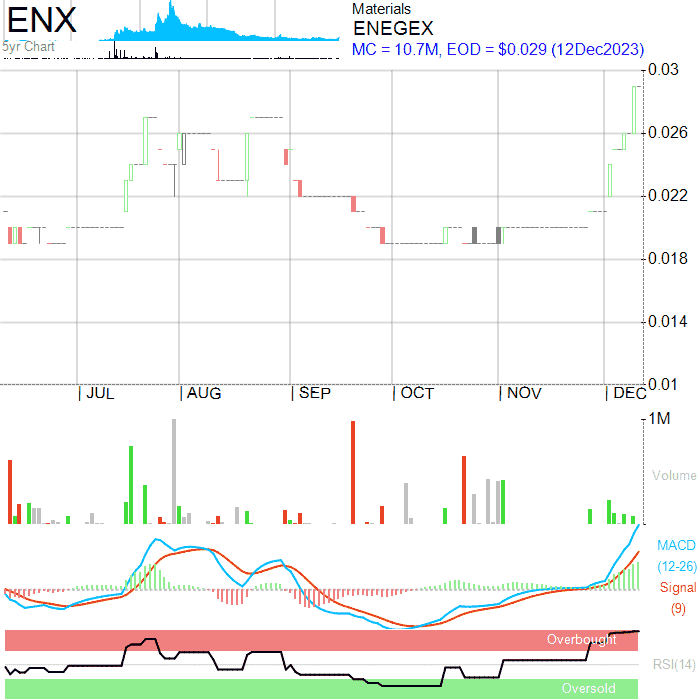 ENX
5yr Chart
Materials
ENEGEX
MC = 10.7M, EOD = $0.029 (12Dec2023)
0.03
0.026
0.022
0.018
0.014
0.01
JUL AUG SEP OCT NOV DEC
1M
Volume
MACD
(12-26)
Signal
(9)
Overbought
RSI(14)
Oversold